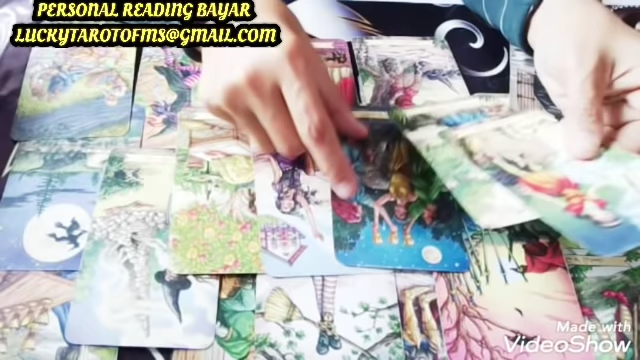 PERSONAL READING BAYAR
LUCKYTAROTOFMS@GMAIL.COM
Made with
VideoShow